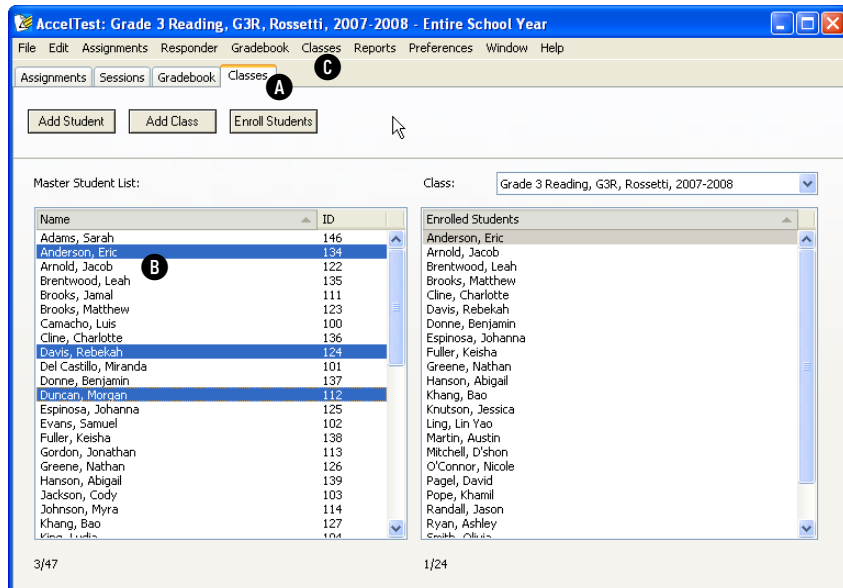 AccelTest: Grade 3 Reading, G3R, Rossetti, 2007-2008 - Entire School Year
File Edit Assignments Responder Gradebook Classes Reports Preferences Window Help
C
Assignments Sessions Gradebook Classes
A
Add Student Add Class Enroll Students
Master Student List:
Class: Grade 3 Reading, G3R, Rossetti, 2007-2008
Name ID
Adams, Sarah 146
Anderson, Eric 134
B
Arnold, Jacob 122
Brentwood, Leah 135
Brooks, Jamal 111
Brooks, Matthew 123
Camacho, Luis 100
Cline, Charlotte 136
Davis, Rebekah 124
Del Castillo, Miranda 101
Donne, Benjamin 137
Duncan, Morgan 112
Espinosa, Johanna 125
Evans, Samuel 102
Fuller, Keisha 138
Gordon, Jonathan 113
Greene, Nathan 126
Hanson, Abigail 139
Jackson, Cody 103
Johnson, Myra 114
Khang, Bao 127
King, Lydia 104
3/47
Enrolled Students
Anderson, Eric
Arnold, Jacob
Brentwood, Leah
Brooks, Matthew
Cline, Charlotte
Davis, Rebekah
Donne, Benjamin
Espinosa, Johanna
Fuller, Keisha
Greene, Nathan
Hanson, Abigail
Khang, Bao
Knutson, Jessica
Ling, Lin Yao
Martin, Austin
Mitchell, D'shon
O'Connor, Nicole
Pagel, David
Pope, Khamil
Randall, Jason
Ryan, Ashley
Smith, Olivia
1/24